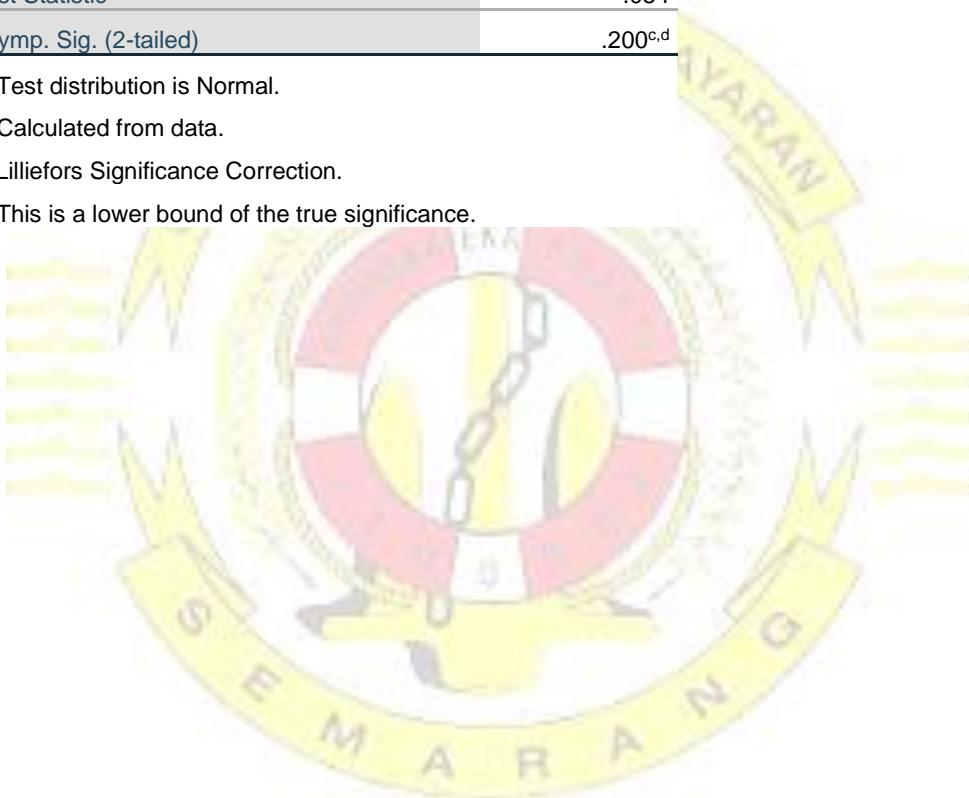 ymp. Sig. (2-tailed) .200c,d
Test distribution is Normal.
Calculated from data.
Lilliefors Significance Correction.
This is a lower bound of the true significance.
SEMARANG